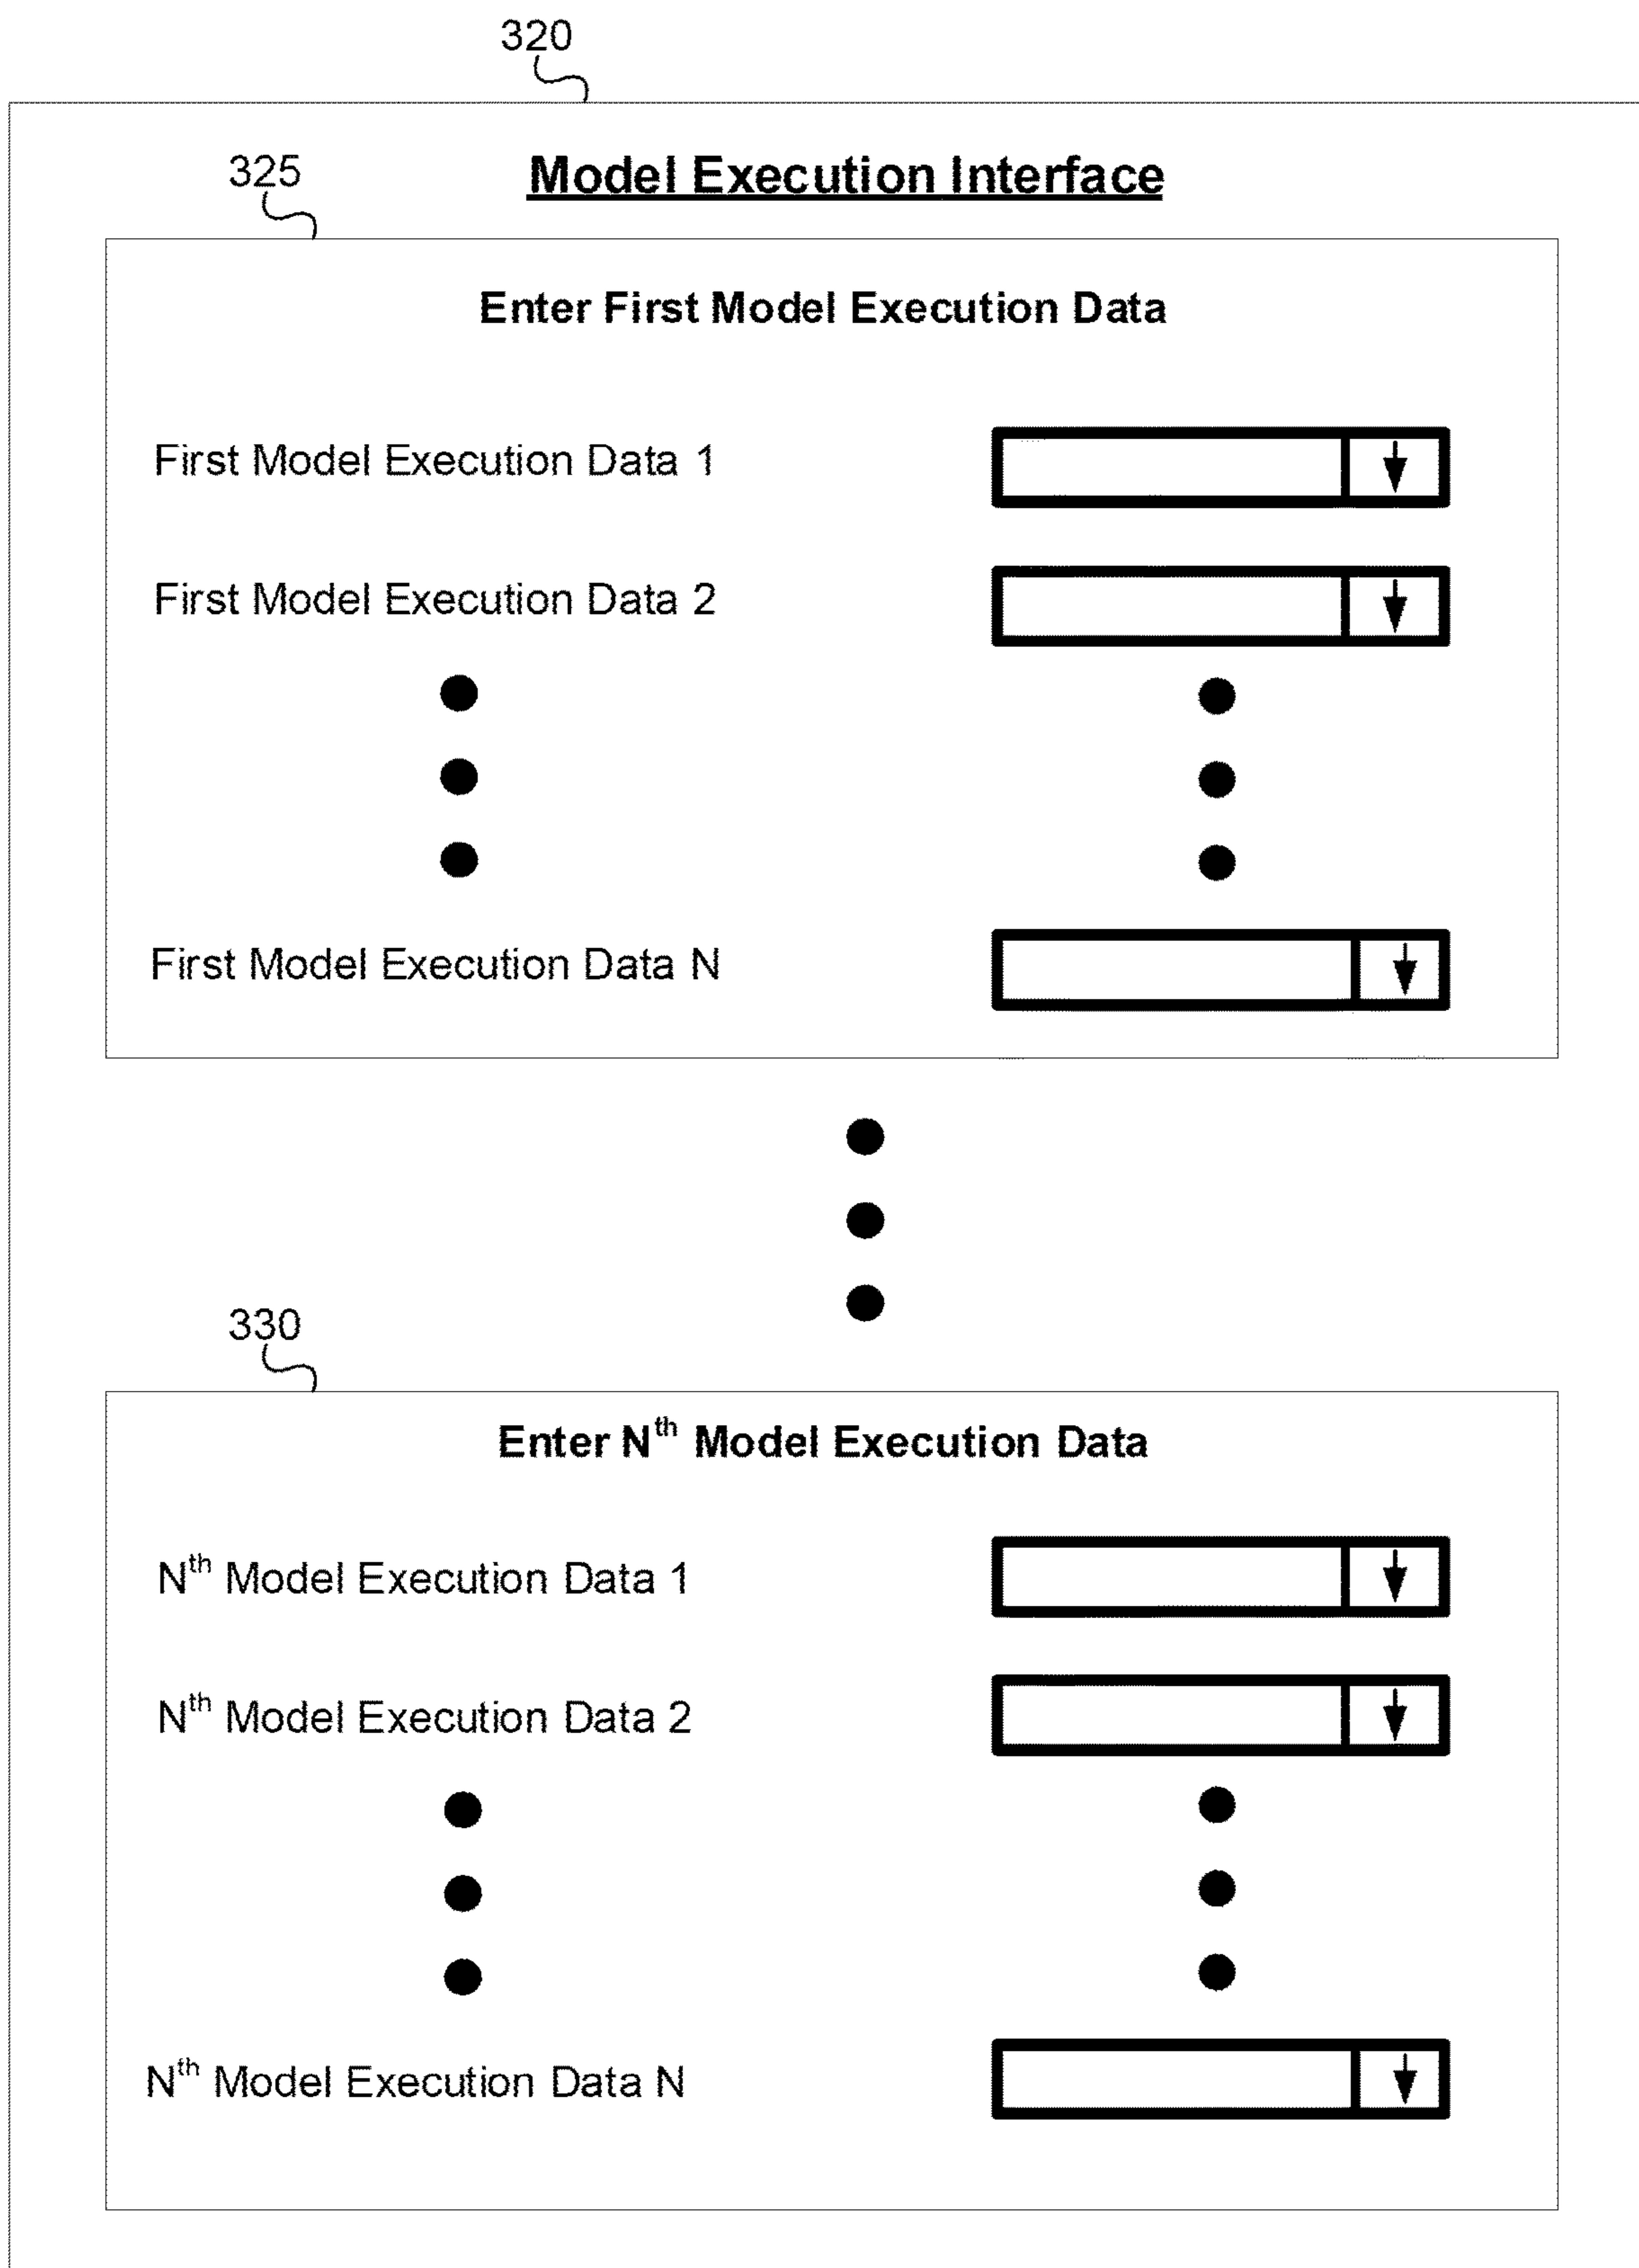 320
325
Model Execution Interface
Enter First Model Execution Data
First Model Execution Data 1
First Model Execution Data 2
First Model Execution Data N
330
Enter Nth Model Execution Data
Nth Model Execution Data 1
Nth Model Execution Data 2
Nth Model Execution Data N